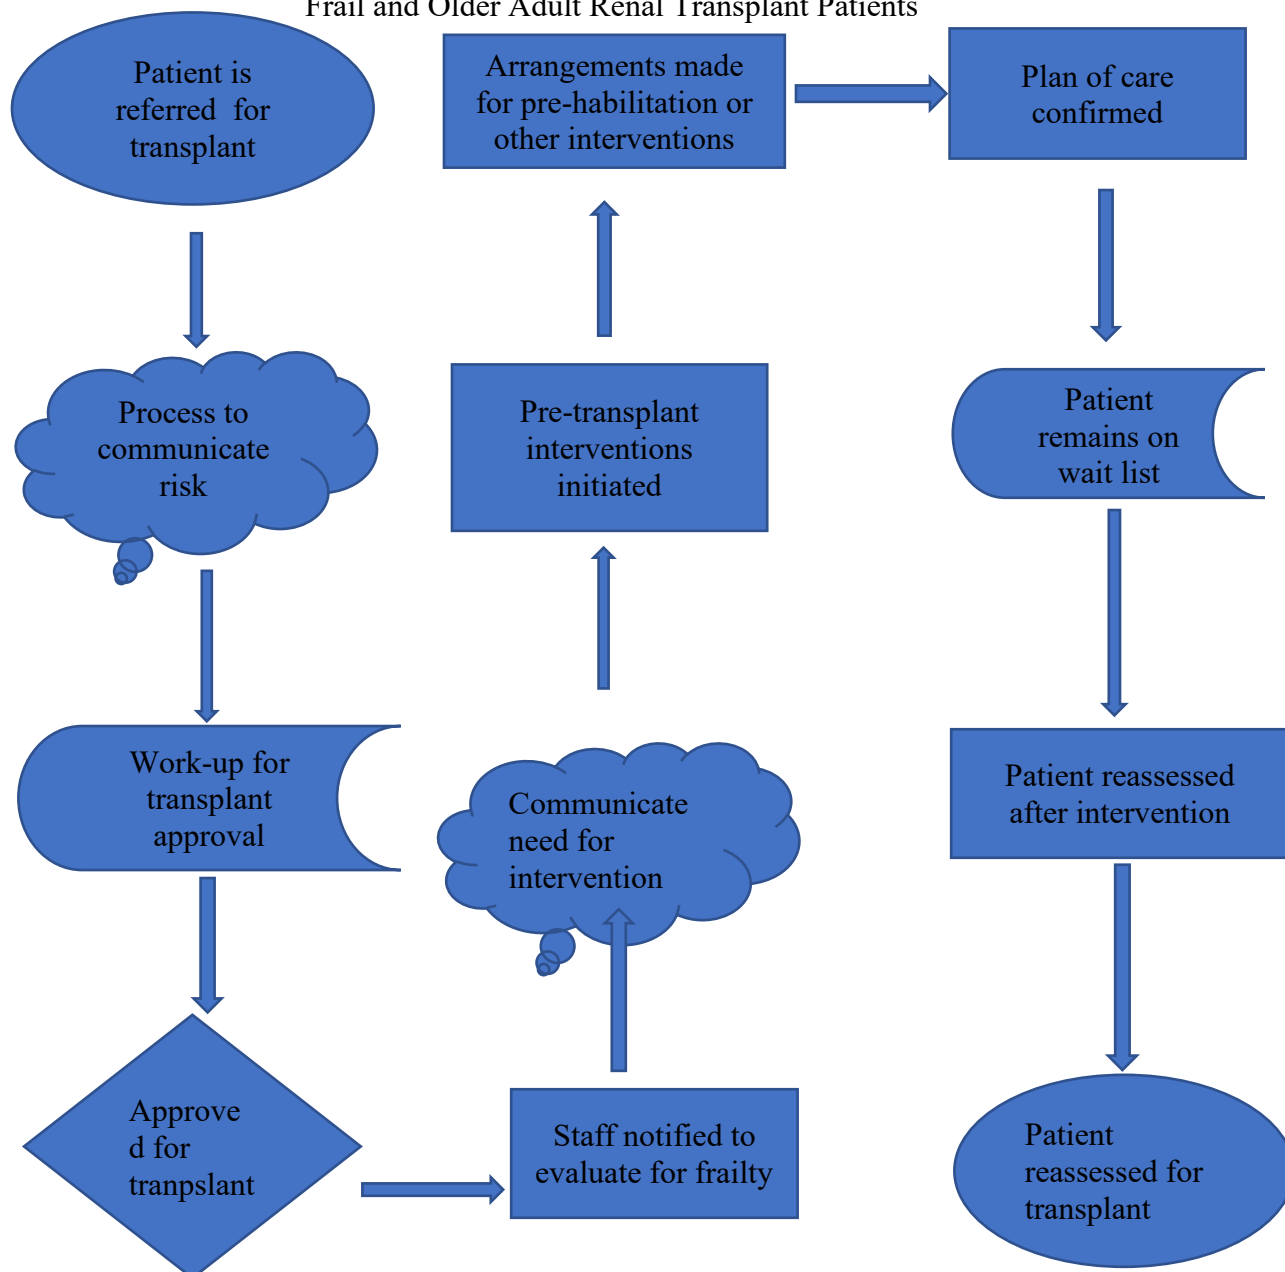 Frail and Older Adult Renal Transplant Patients
Patient is
referred for
transplant
Process to
communicate
risk
Work-up for
transplant
approval
Approve
d for
tranpslant
Staff notified to
evaluate for frailty
Communicate
need for
intervention
Pre-transplant
interventions
initiated
Arrangements made
for pre-habilitation or
other interventions
Plan of care
confirmed
Patient
remains on
wait list
Patient reassessed
after intervention
Patient
reassessed for
transplant